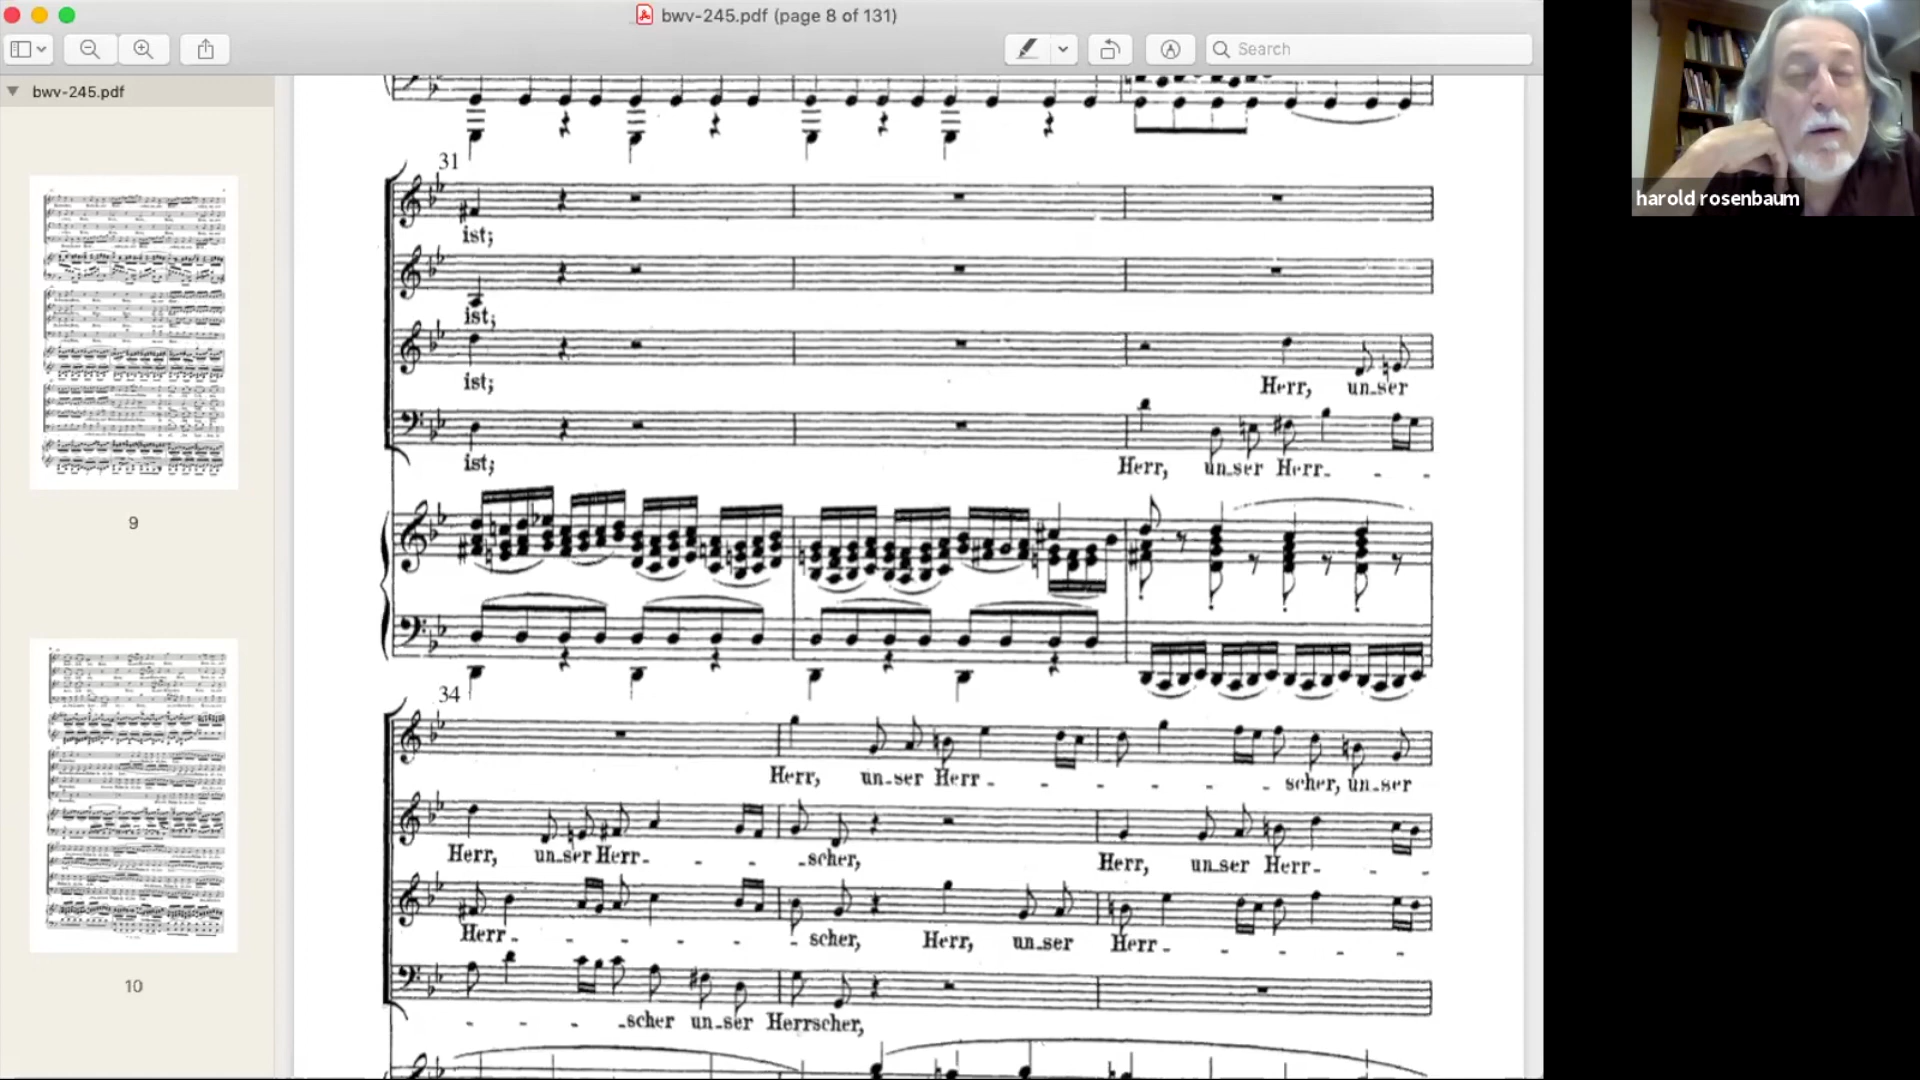 bwv-245.pdf (page 8 of 131)
Search
bwv-245.pdf
harold rosenbaum
31
ist;
ist;
ist; Herr, un-ser
ist; Herr, un-ser Herr- - - -
34
Herr, un-ser Herr - - - - - - scher, un-ser
Herr, un-ser Herr- - - - -scher, Herr, un-ser Herr- - - -
Herr- - - - - - scher, Herr, un-ser Herr- - - - - -
- - - -scher un-ser Herrscher,
9
10